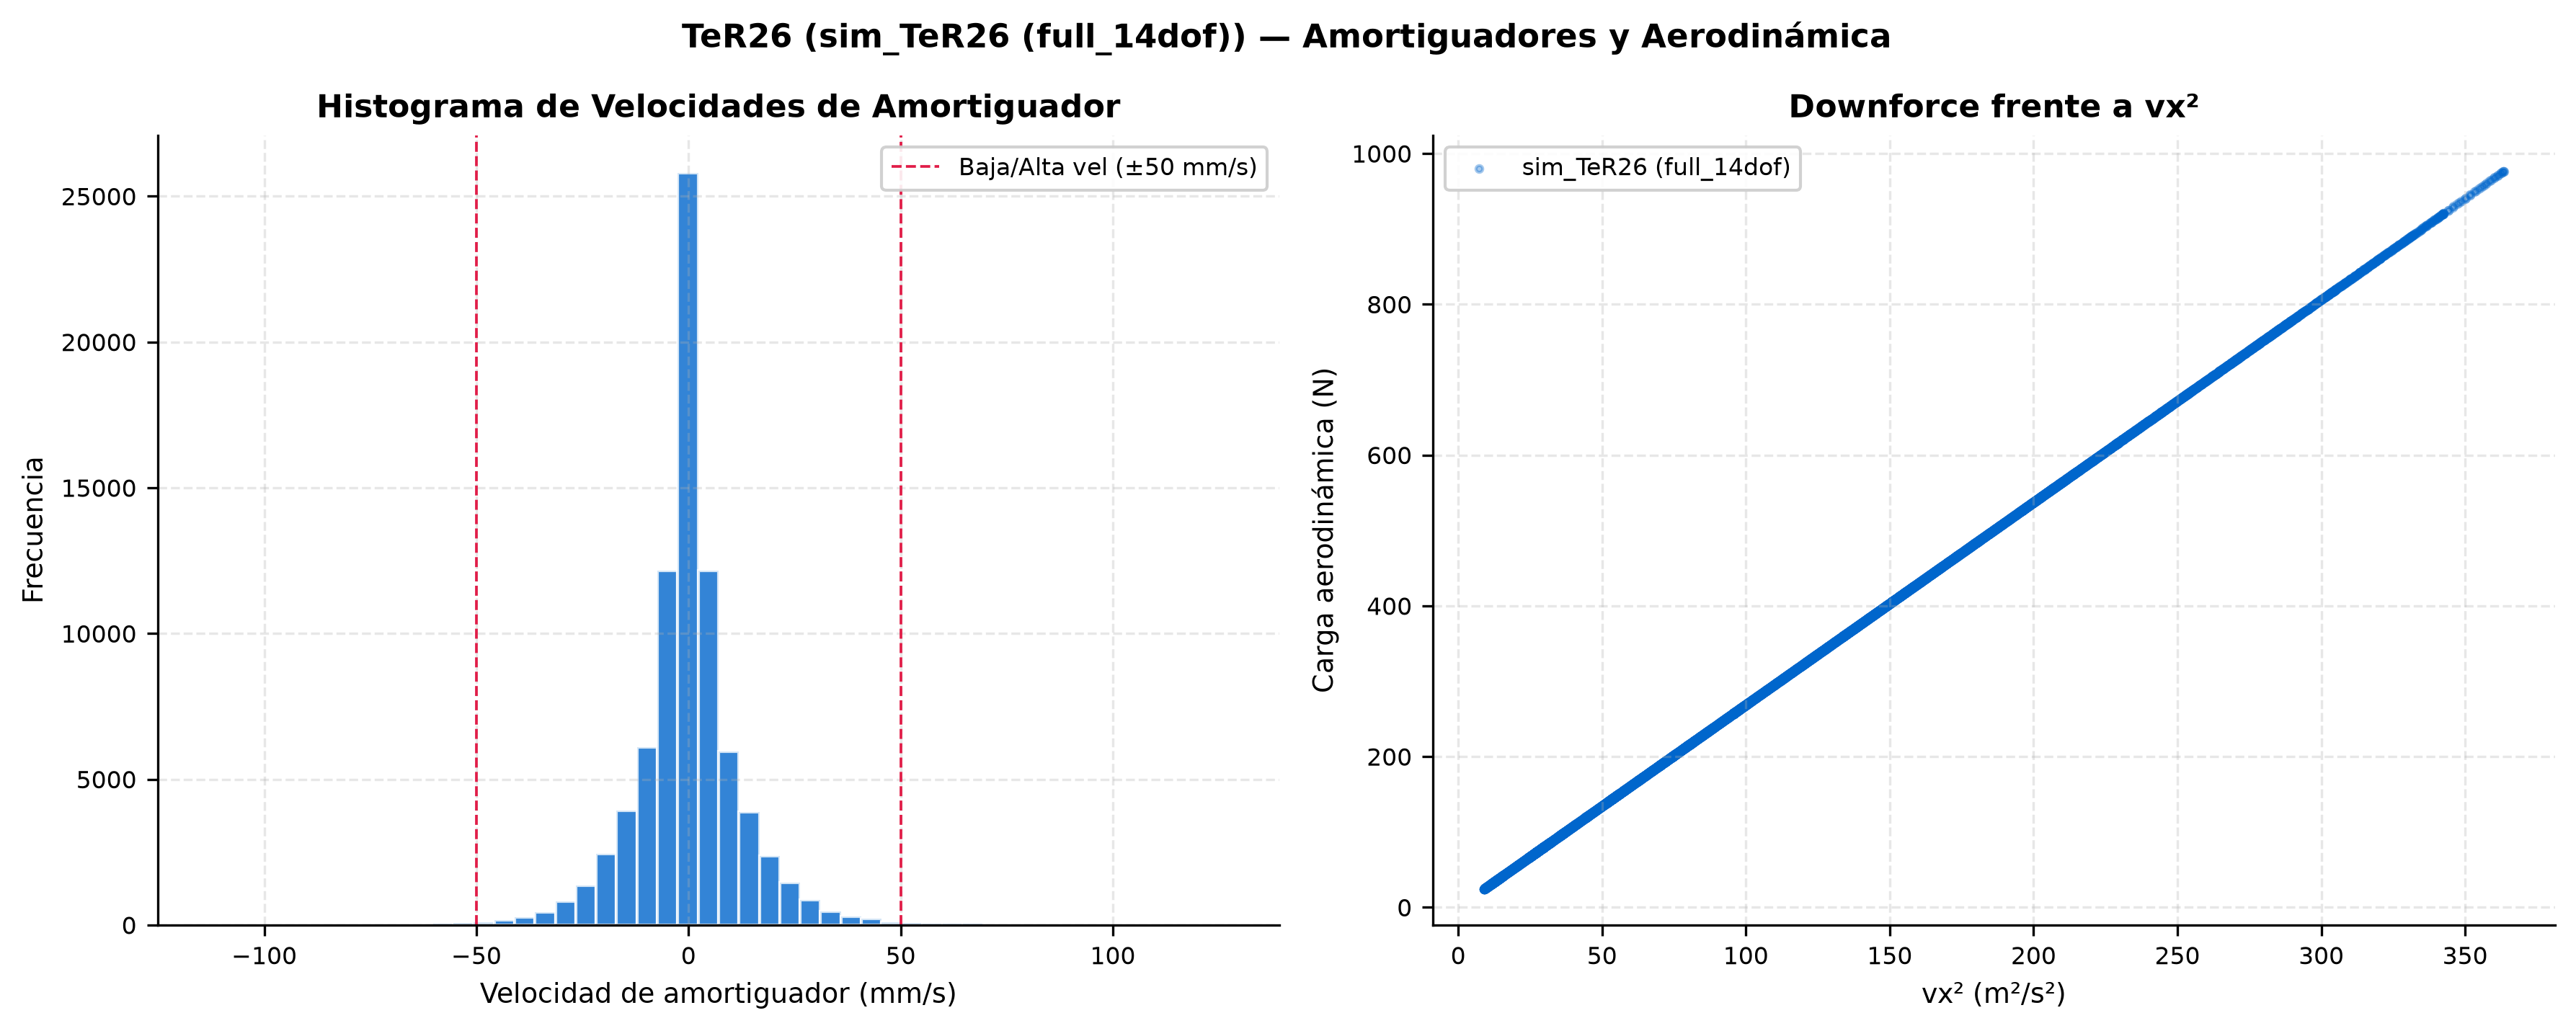 TeR26 (sim_TeR26 (full_14dof)) — Amortiguadores y Aerodinámica
Histograma de Velocidades de Amortiguador
Baja/Alta vel (±50 mm/s)
Frecuencia
25000
20000
15000
10000
5000
0
−100
−50
0
50
100
Velocidad de amortiguador (mm/s)
Downforce frente a vx²
sim_TeR26 (full_14dof)
Carga aerodinámica (N)
1000
800
600
400
200
0
0
50
100
150
200
250
300
350
vx² (m²/s²)